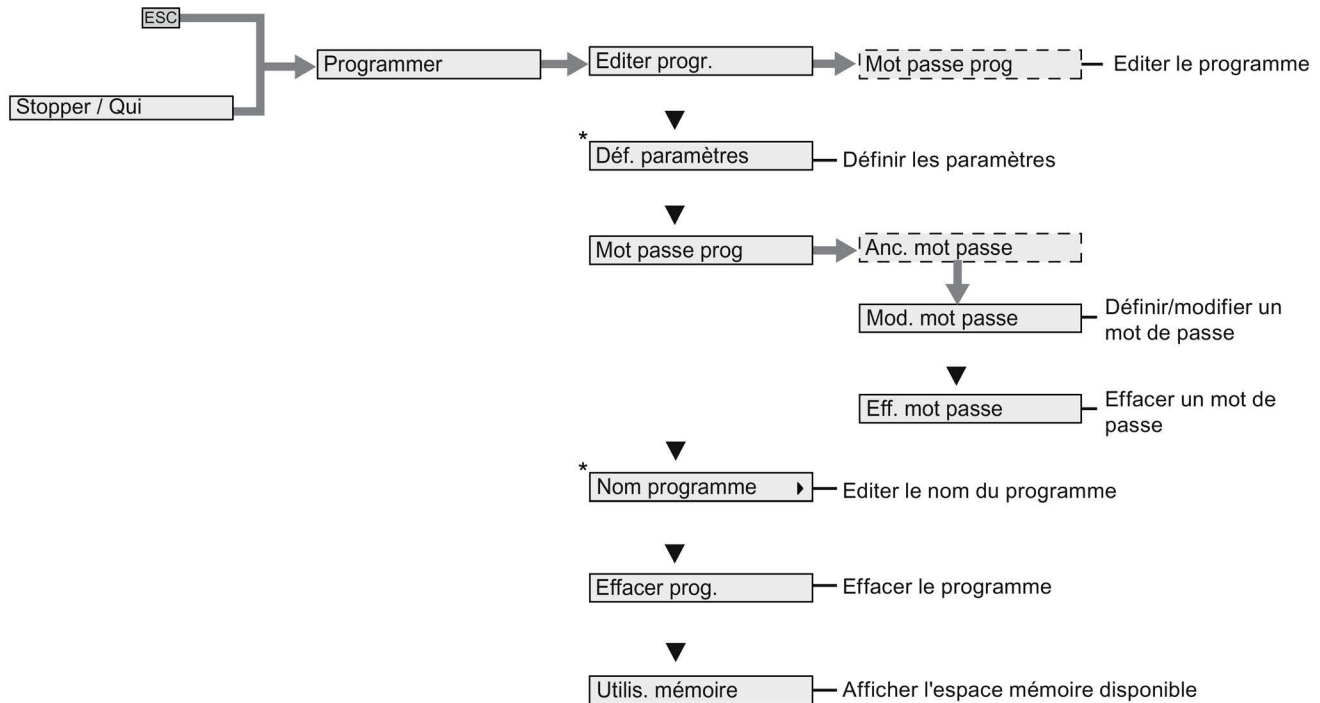 ESC
Stopper / Qui
Programmer
Editer progr.
Mot passe prog
Editer le programme
*
Déf. paramètres
Définir les paramètres
Mot passe prog
Anc. mot passe
Mod. mot passe
Définir/modifier un
mot de passe
Eff. mot passe
Effacer un mot de
passe
*
Nom programme
Editer le nom du programme
Effacer prog.
Effacer le programme
Utilis. mémoire
Afficher l'espace mémoire disponible